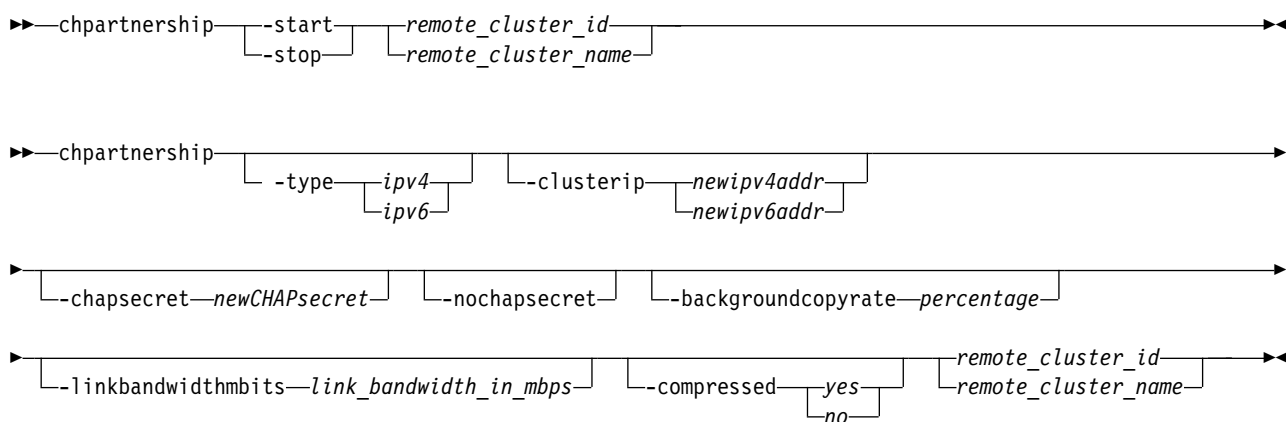 ►►—chpartnership -start remote_cluster_id ►◄
-stop remote_cluster_name
►►—chpartnership ►
-type ipv4 -clusterip newipv4addr
ipv6 newipv6addr
► ►
-chapsecret—newCHAPsecret -nochapsecret -backgroundcopyrate—percentage
► remote_cluster_id ►◄
-linkbandwidthmbits—link_bandwidth_in_mbps -compressed yes remote_cluster_name
no